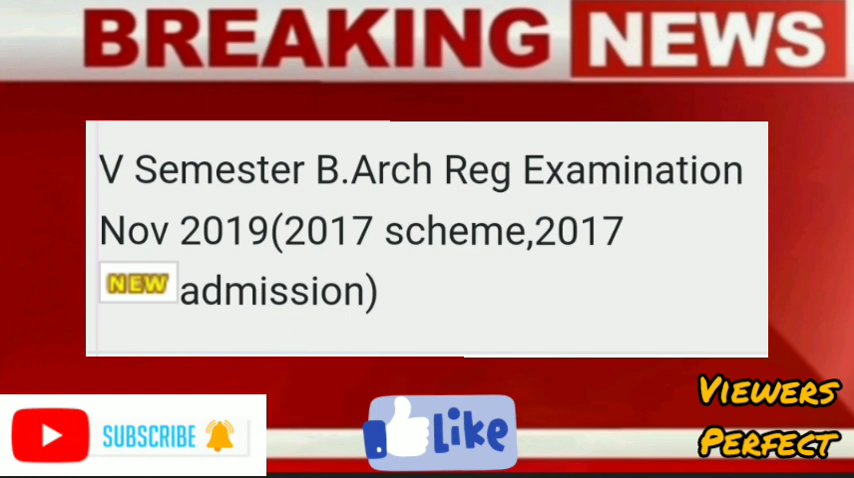 BREAKING NEWS
V Semester B.Arch Reg Examination
Nov 2019(2017 scheme,2017
NEW admission)
SUBSCRIBE
Like
VIEWERS
PERFECT